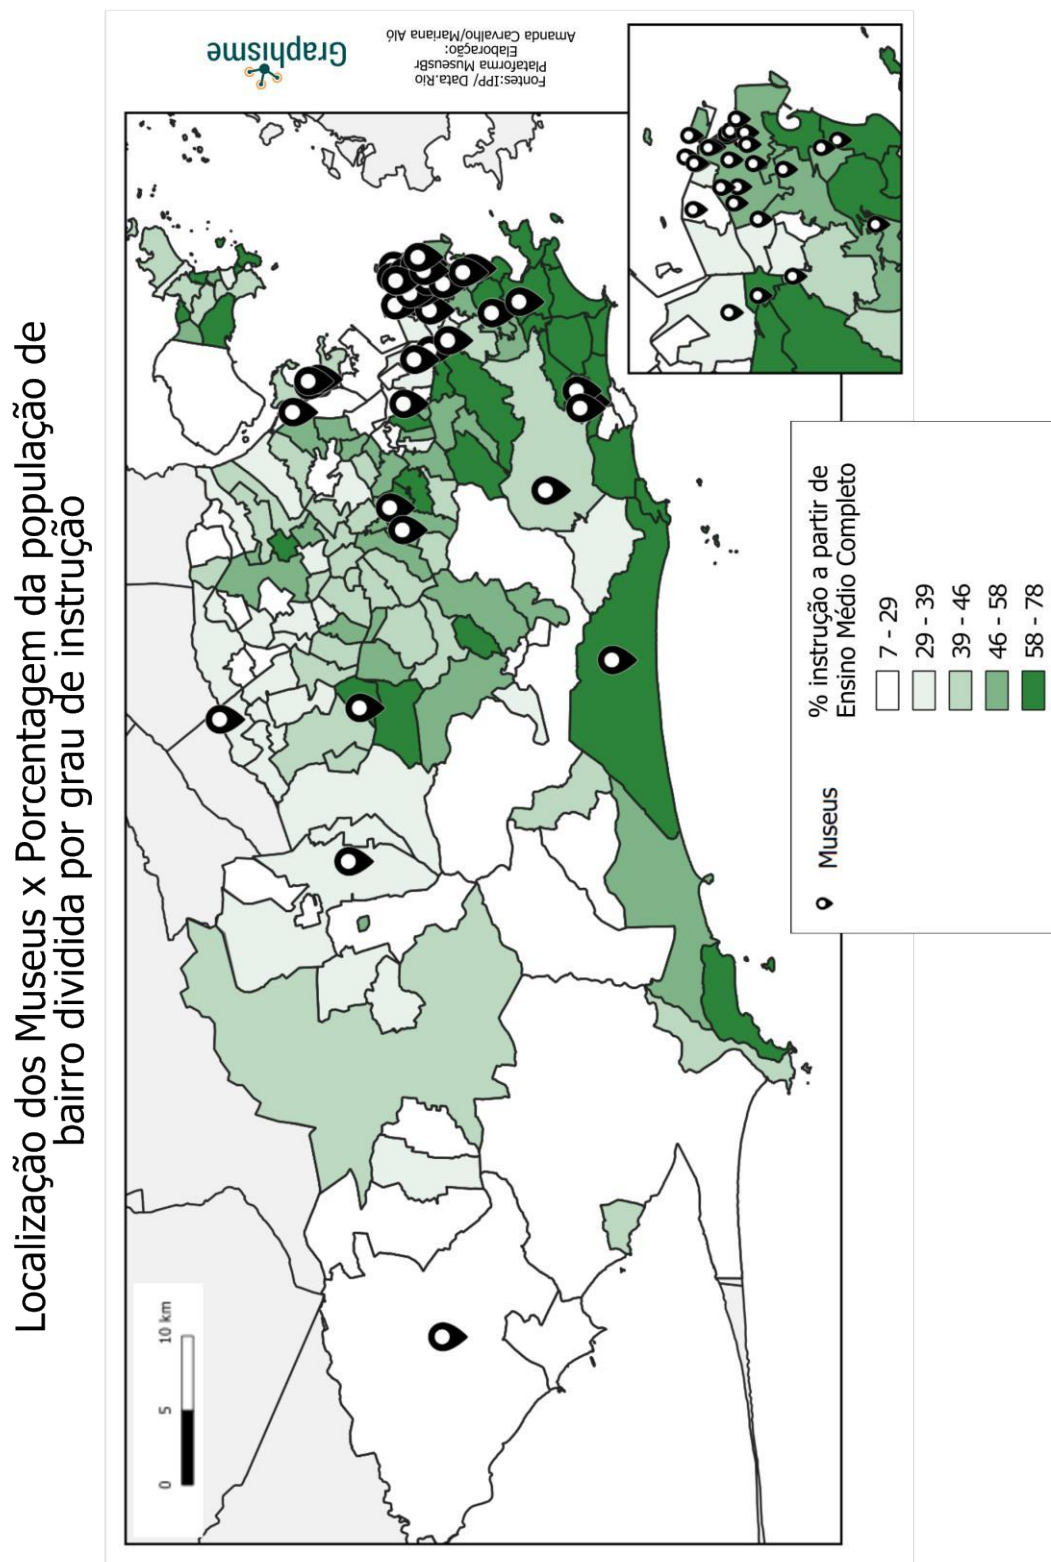 Localização dos Museus x Porcentagem da população de
bairro dividida por grau de instrução
0 5 10 km
Graphisme
Fontes:IPP/ Data.Rio
Plataforma MuseusBr
Elaboração:
Amanda Carvalho/Mariana Aló
Museus
% instrução a partir de
Ensino Médio Completo
7 - 29
29 - 39
39 - 46
46 - 58
58 - 78